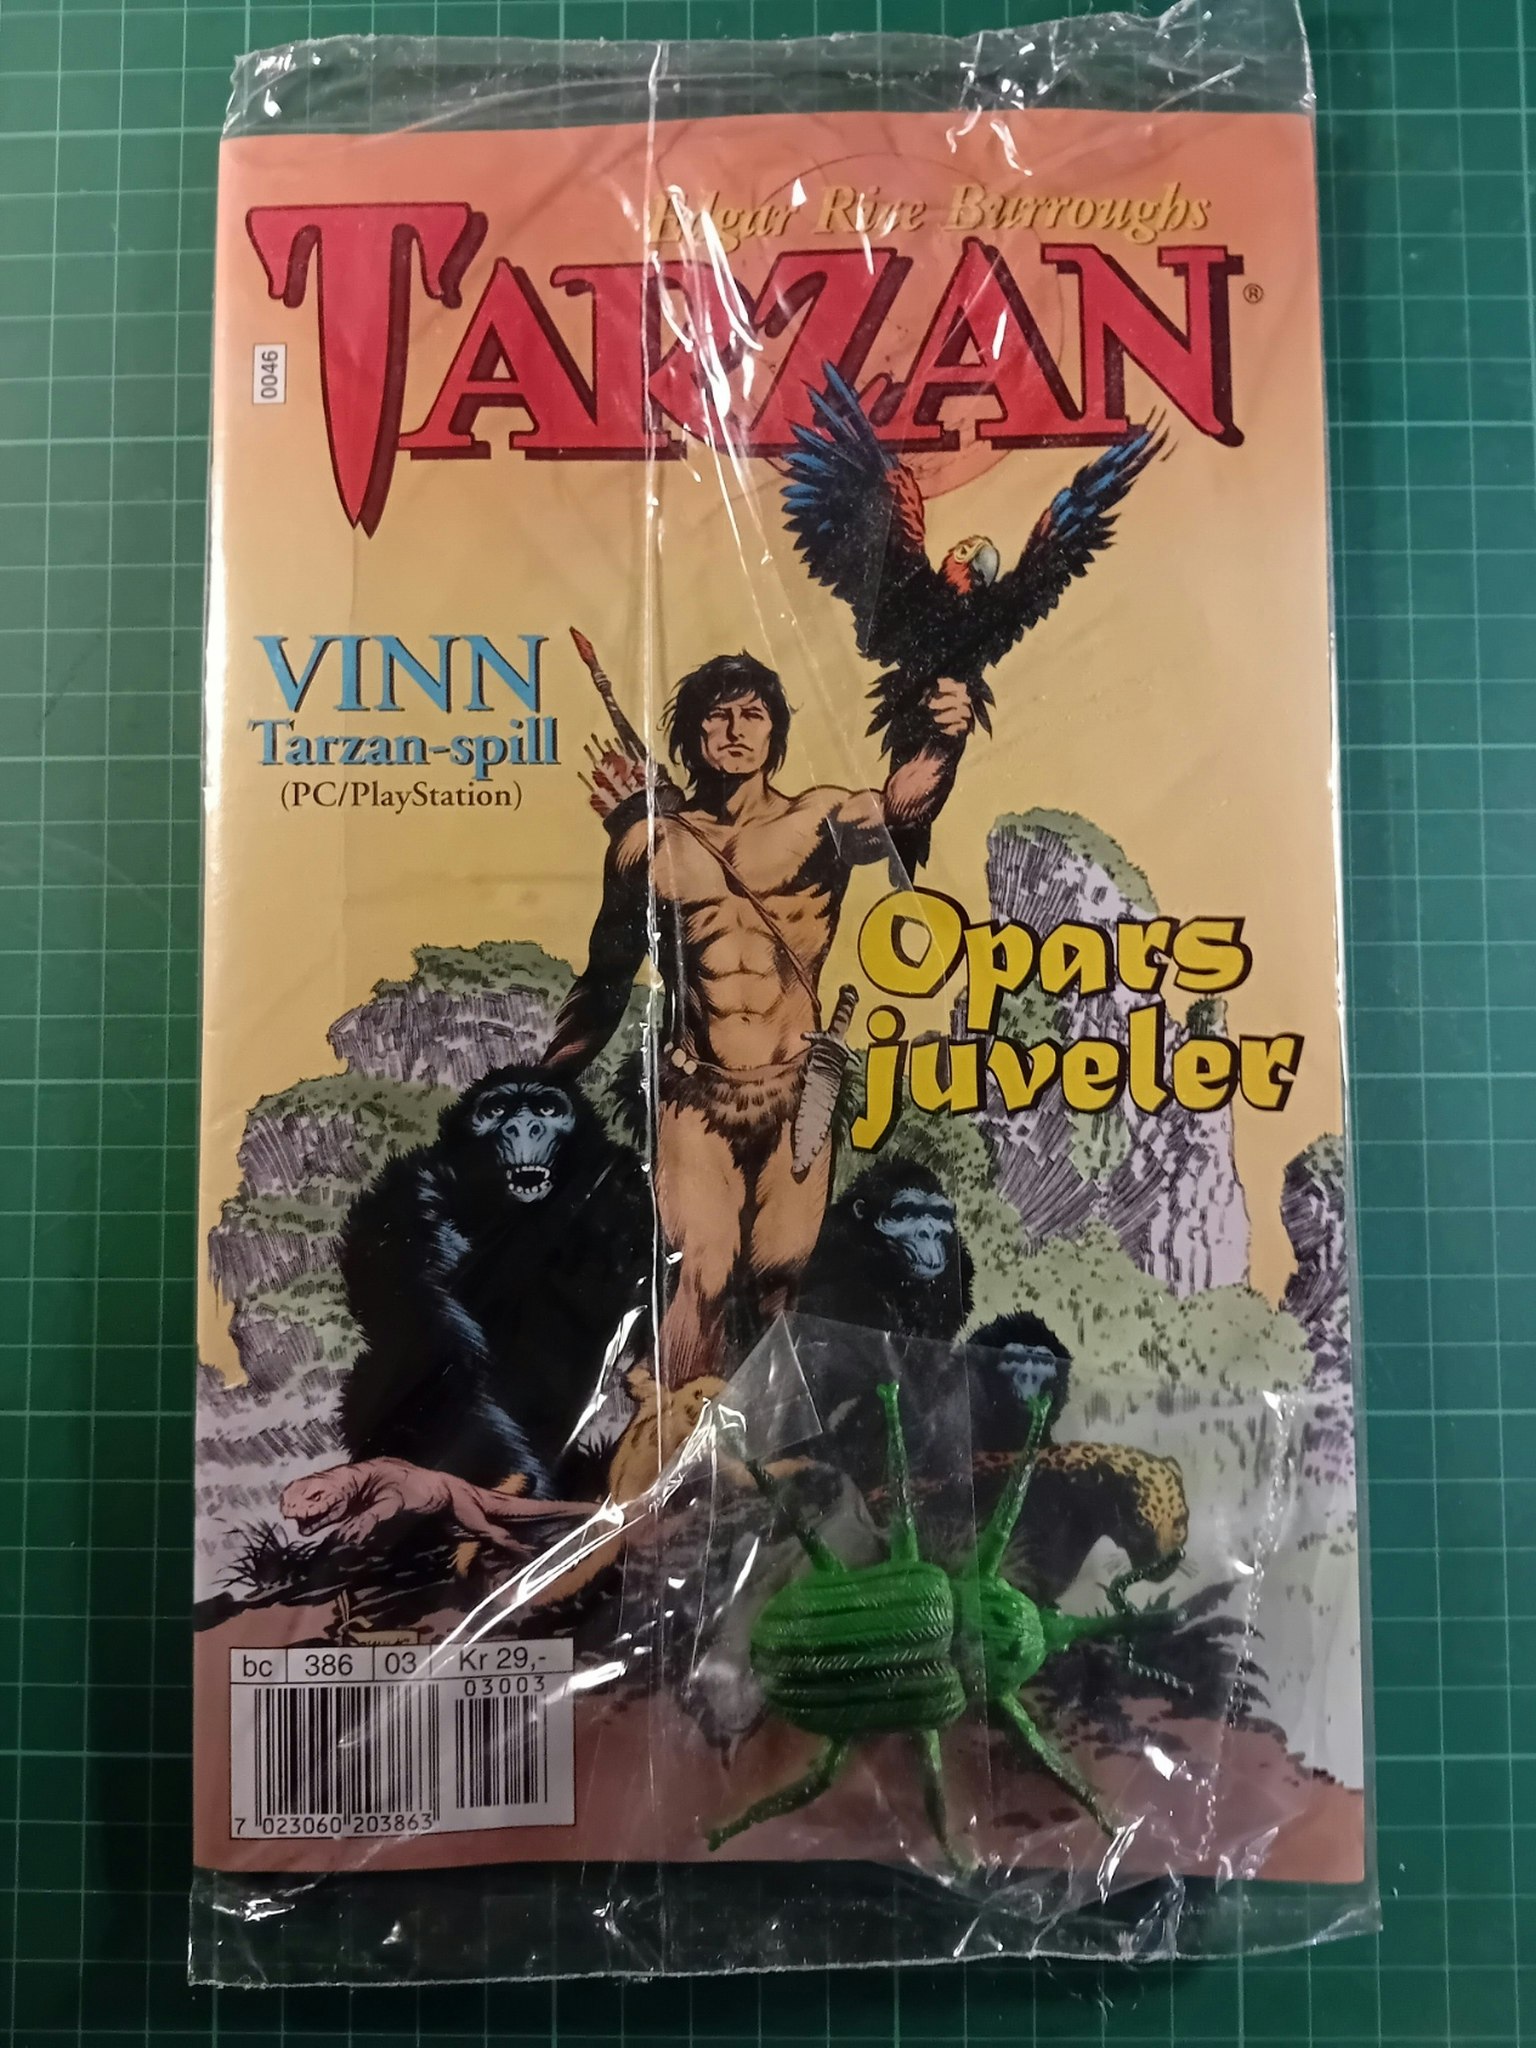 Edgar Rice Burroughs
TARZAN®
0046
VINN
Tarzan-spill
(PC/PlayStation)
Opars
juveler
bc 386 03 Kr 29,-
03003
7 023060 203863